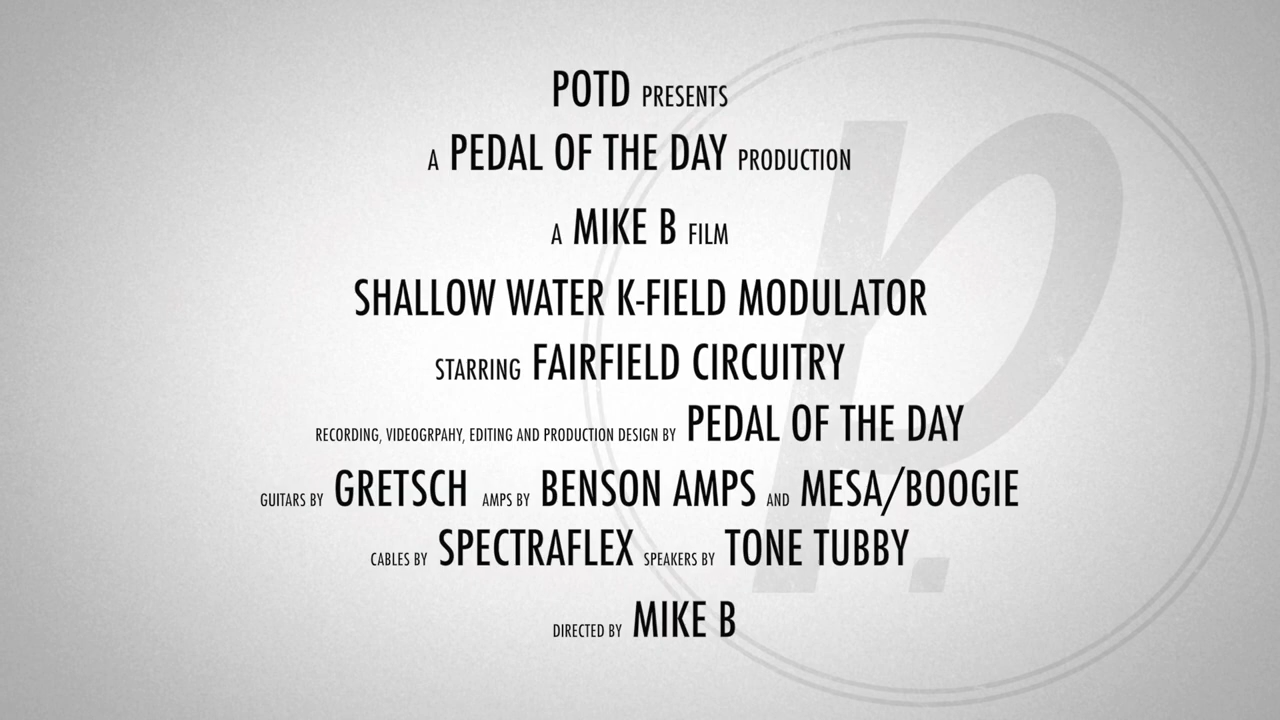 POTD PRESENTS
A PEDAL OF THE DAY PRODUCTION
A MIKE B FILM
SHALLOW WATER K-FIELD MODULATOR
STARRING FAIRFIELD CIRCUITRY
RECORDING, VIDEOGRPAHY, EDITING AND PRODUCTION DESIGN BY PEDAL OF THE DAY
GUITARS BY GRETSCH AMPS BY BENSON AMPS AND MESA/BOOGIE
CABLES BY SPECTRAFLEX SPEAKERS BY TONE TUBBY
DIRECTED BY MIKE B
p.